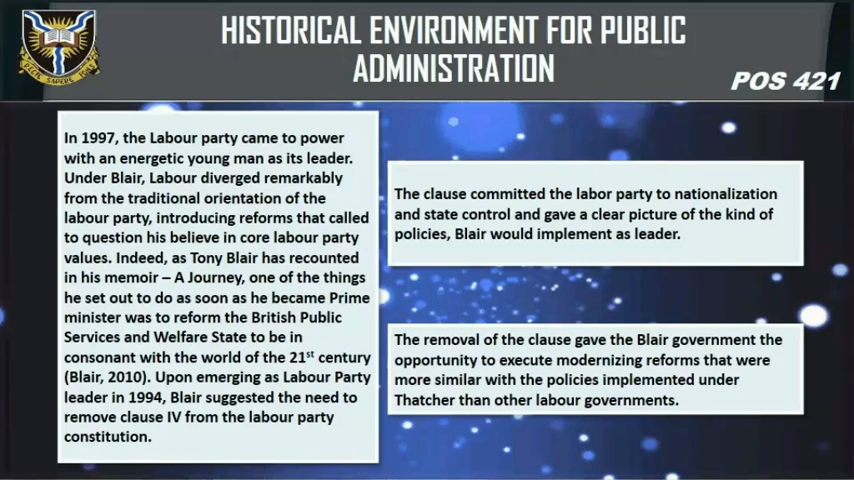 HISTORICAL ENVIRONMENT FOR PUBLIC
ADMINISTRATION
POS 421
In 1997, the Labour party came to power
with an energetic young man as its leader.
Under Blair, Labour diverged remarkably
from the traditional orientation of the
labour party, introducing reforms that called
to question his believe in core labour party
values. Indeed, as Tony Blair has recounted
in his memoir – A Journey, one of the things
he set out to do as soon as he became Prime
minister was to reform the British Public
Services and Welfare State to be in
consonant with the world of the 21st century
(Blair, 2010). Upon emerging as Labour Party
leader in 1994, Blair suggested the need to
remove clause IV from the labour party
constitution.
The clause committed the labor party to nationalization
and state control and gave a clear picture of the kind of
policies, Blair would implement as leader.
The removal of the clause gave the Blair government the
opportunity to execute modernizing reforms that were
more similar with the policies implemented under
Thatcher than other labour governments.